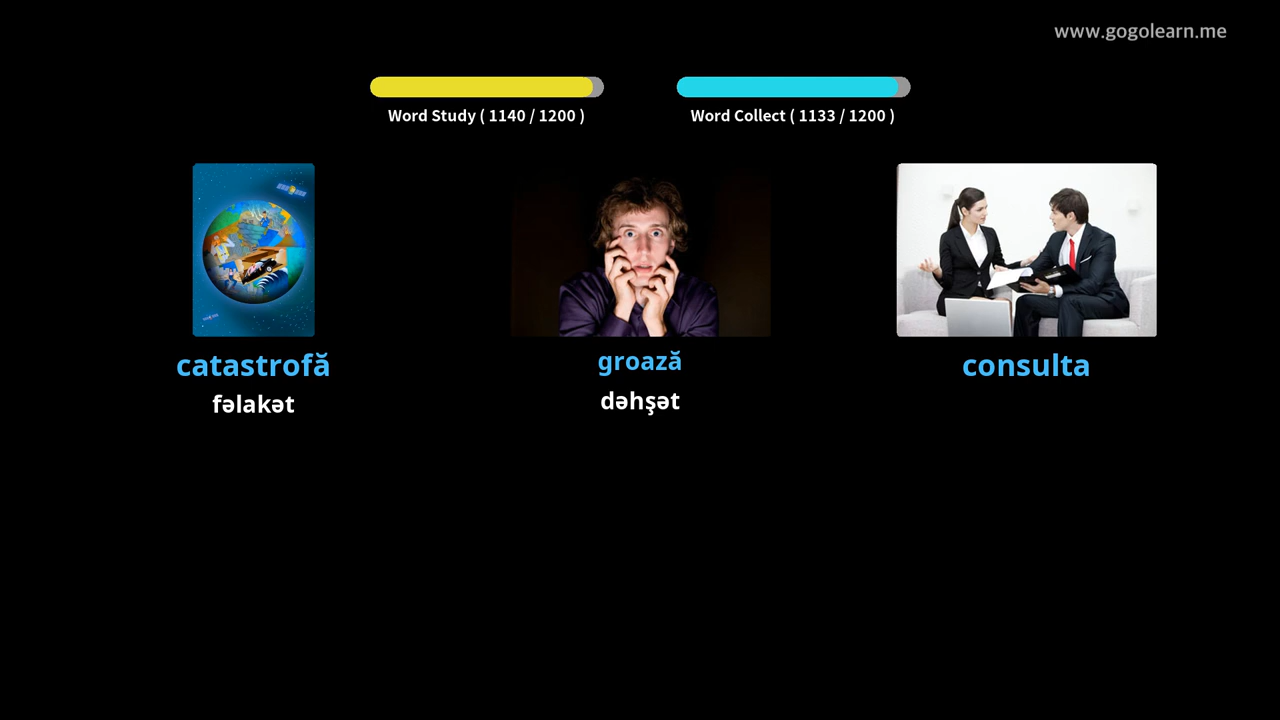 www.gogolearn.me
Word Study ( 1140 / 1200 )
Word Collect ( 1133 / 1200 )
catastrofă
fəlakət
groază
dəhşət
consulta